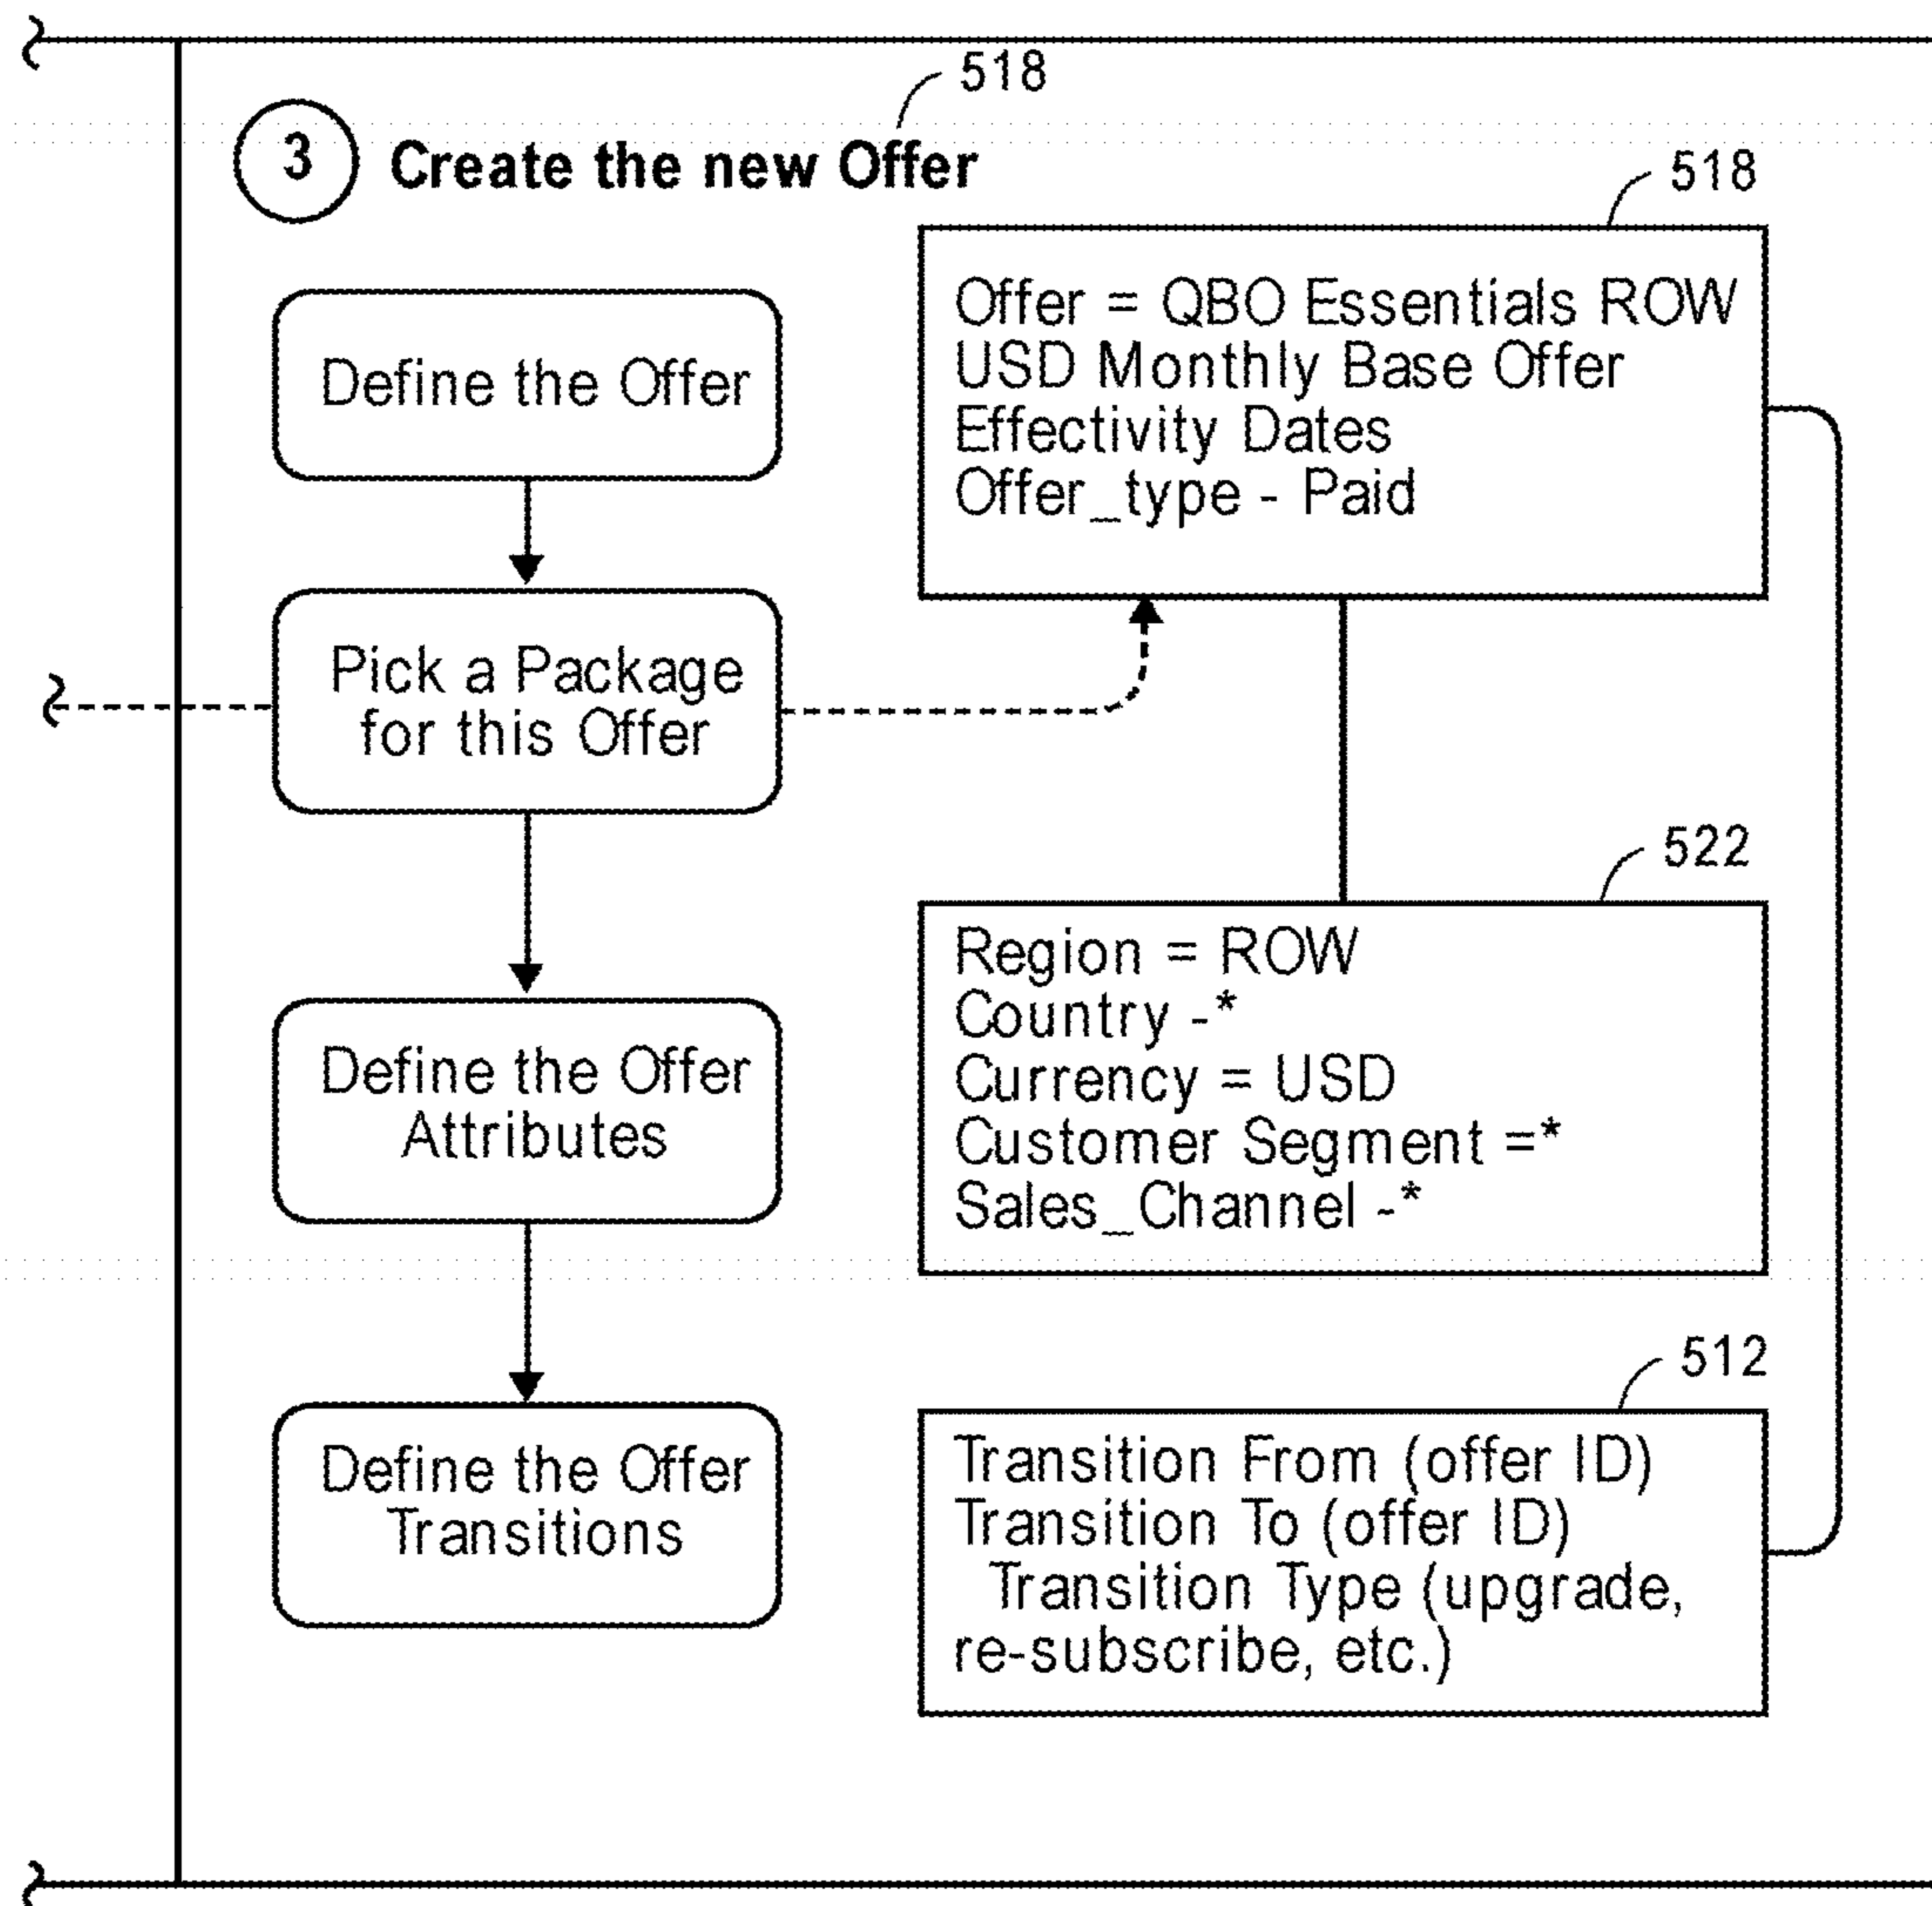 518
3 Create the new Offer
518
Define the Offer
Offer = QBO Essentials ROW
USD Monthly Base Offer
Effectivity Dates
Offer_type - Paid
Pick a Package
for this Offer
522
Region = ROW
Country -*
Currency = USD
Customer Segment =*
Sales_Channel -*
Define the Offer
Attributes
512
Define the Offer
Transitions
Transition From (offer ID)
Transition To (offer ID)
Transition Type (upgrade,
re-subscribe, etc.)